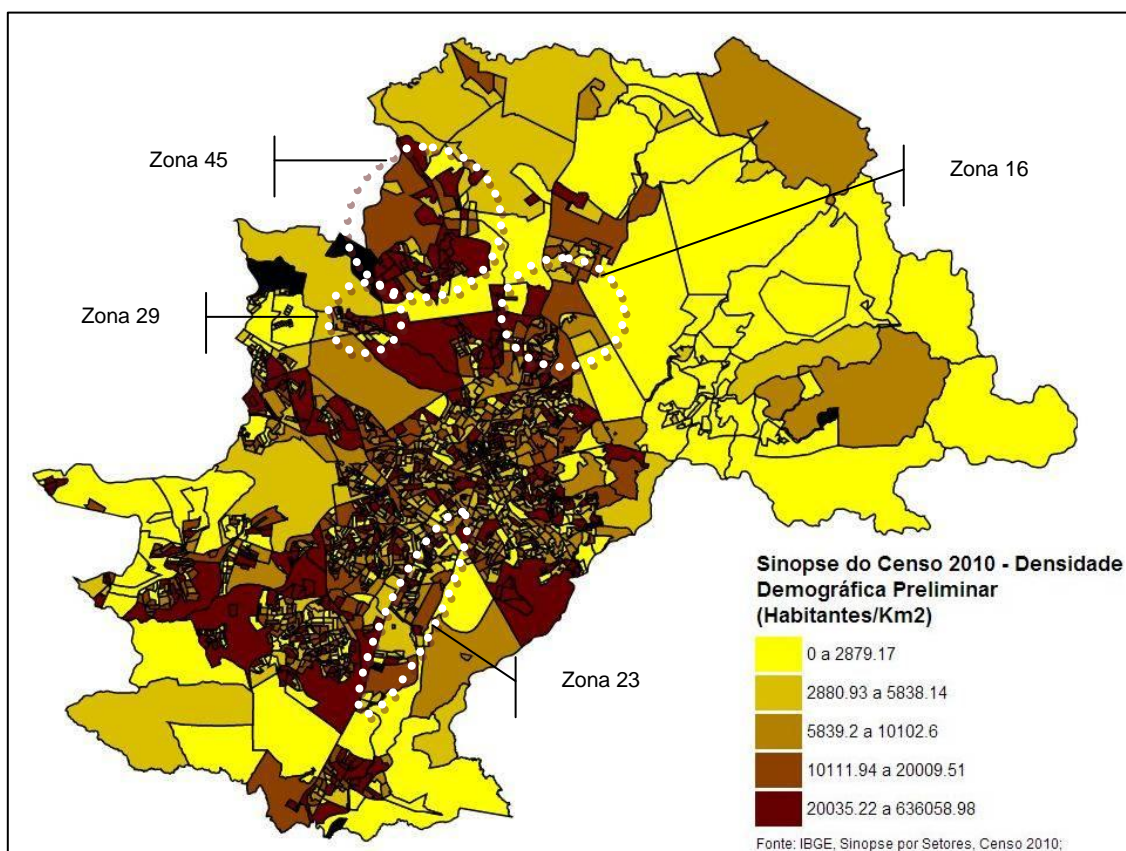 Zona 45
Zona 16
Zona 29
Zona 23
Sinopse do Censo 2010 - Densidade
Demográfica Preliminar
(Habitantes/Km2)
0 a 2879.17
2880.93 a 5838.14
5839.2 a 10102.6
10111.94 a 20009.51
20035.22 a 636058.98
Fonte: IBGE, Sinopse por Setores, Censo 2010;